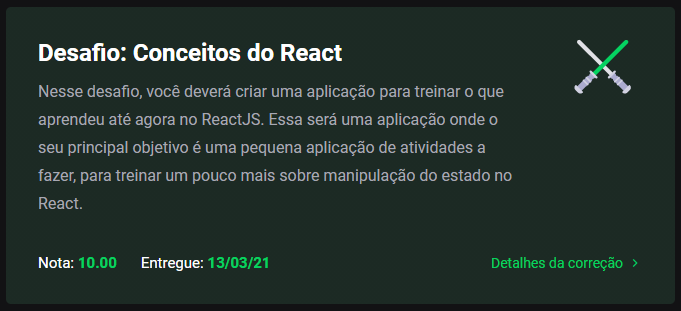 Desafio: Conceitos do React
Nesse desafio, você deverá criar uma aplicação para treinar o que
aprendeu até agora no ReactJS. Essa será uma aplicação onde o
seu principal objetivo é uma pequena aplicação de atividades a
fazer, para treinar um pouco mais sobre manipulação do estado no
React.
Nota: 10.00 Entregue: 13/03/21 Detalhes da correção >